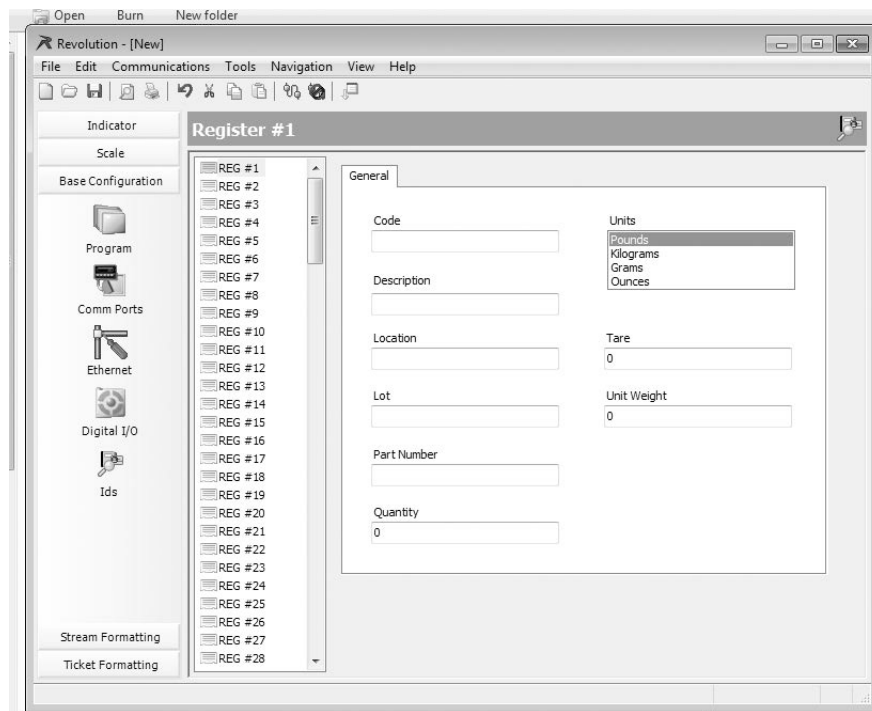 Open Burn New folder
Revolution - [New]
File Edit Communications Tools Navigation View Help
Indicator
Scale
Base Configuration
Program
Comm Ports
Ethernet
Digital I/O
Ids
Stream Formatting
Ticket Formatting
Register #1
REG #1
REG #2
REG #3
REG #4
REG #5
REG #6
REG #7
REG #8
REG #9
REG #10
REG #11
REG #12
REG #13
REG #14
REG #15
REG #16
REG #17
REG #18
REG #19
REG #20
REG #21
REG #22
REG #23
REG #24
REG #25
REG #26
REG #27
REG #28
General
Code
Description
Location
Lot
Part Number
Quantity
0
Units
Pounds
Kilograms
Grams
Ounces
Tare
0
Unit Weight
0